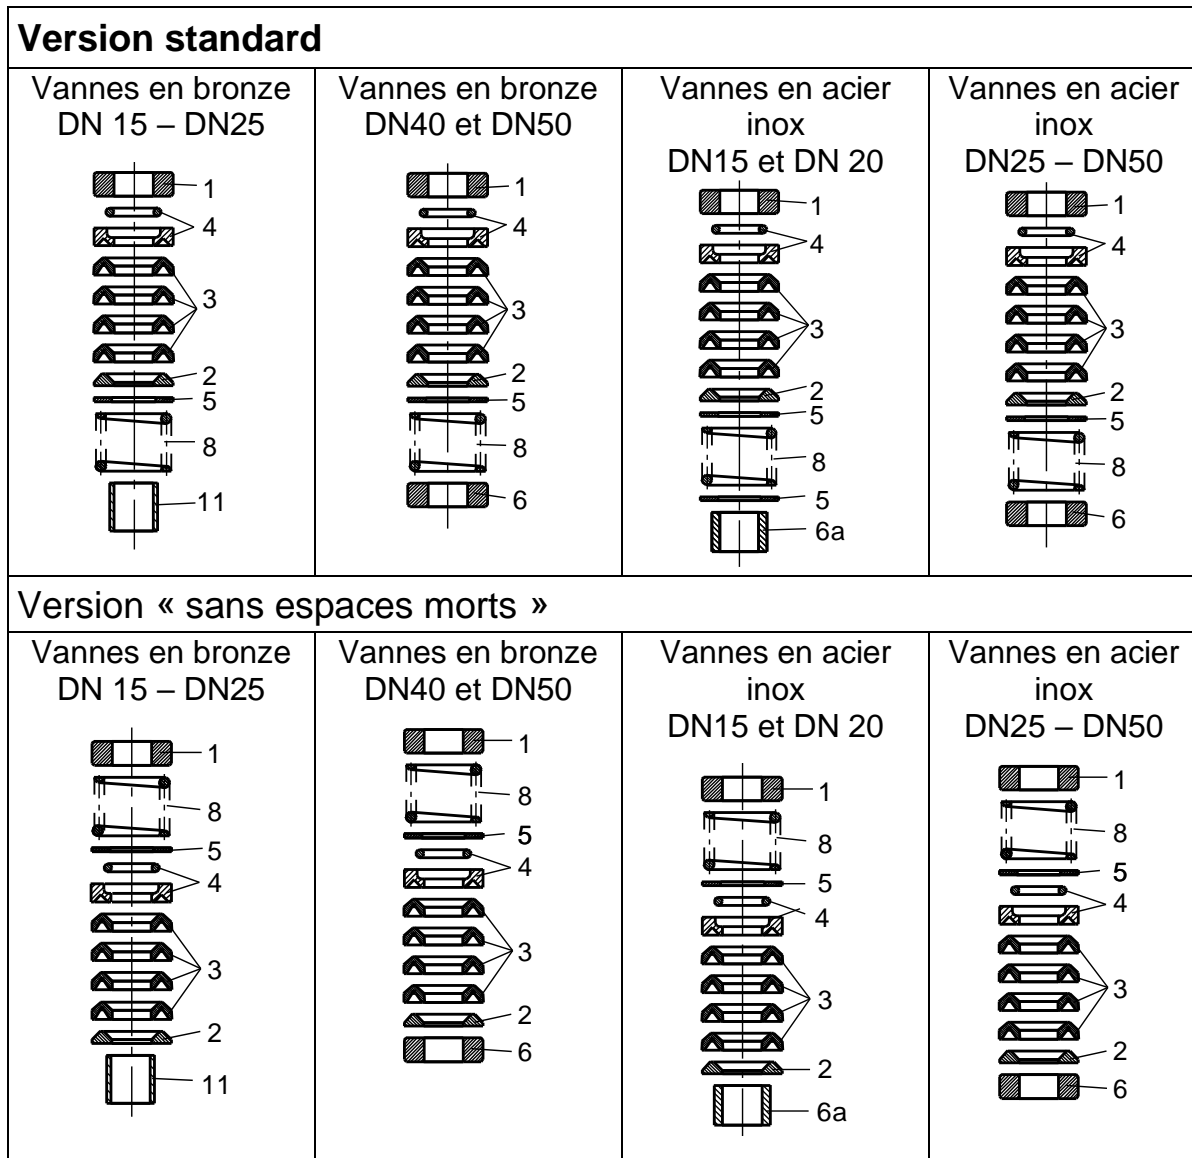 Version standard
Vannes en bronze
DN 15 – DN25
1
4
3
2
5
8
11
Vannes en bronze
DN40 et DN50
1
4
3
2
5
8
6
Vannes en acier
inox
DN15 et DN 20
1
4
3
2
5
8
5
6a
Vannes en acier
inox
DN25 – DN50
1
4
3
2
5
8
6
Version « sans espaces morts »
Vannes en bronze
DN 15 – DN25
1
8
5
4
3
2
11
Vannes en bronze
DN40 et DN50
1
8
5
4
3
2
6
Vannes en acier
inox
DN15 et DN 20
1
8
5
4
3
2
6a
Vannes en acier
inox
DN25 – DN50
1
8
5
4
3
2
6